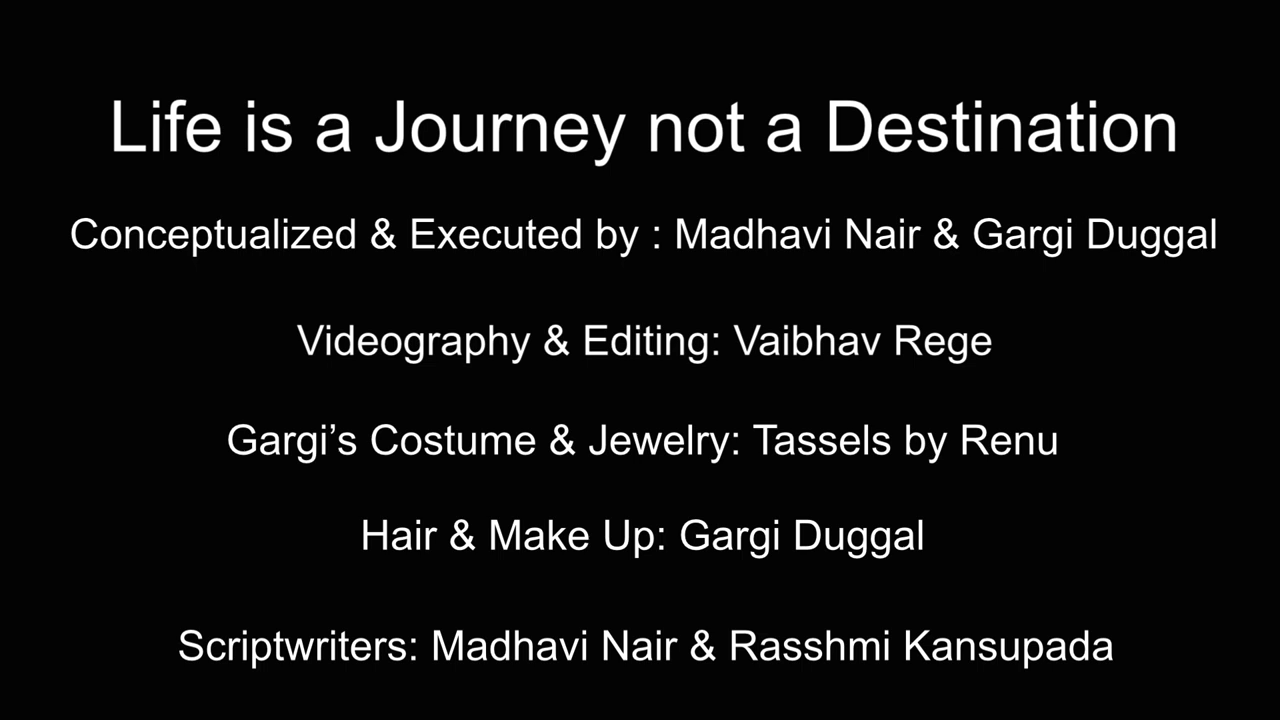 Life is a Journey not a Destination
Conceptualized & Executed by : Madhavi Nair & Gargi Duggal
Videography & Editing: Vaibhav Rege
Gargi’s Costume & Jewelry: Tassels by Renu
Hair & Make Up: Gargi Duggal
Scriptwriters: Madhavi Nair & Rasshmi Kansupada